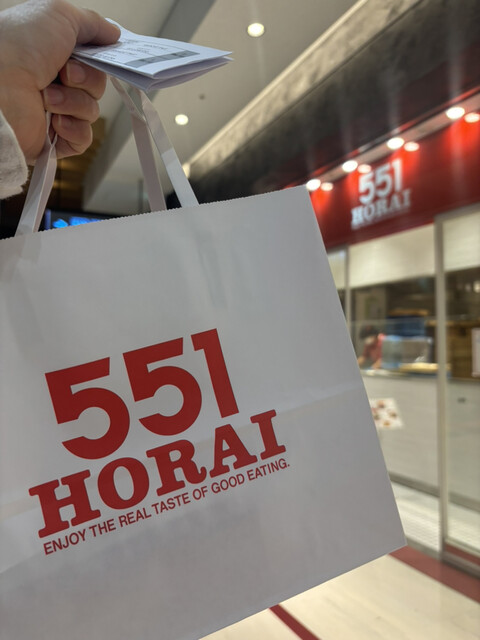 551
HORAI
551
HORAI
ENJOY THE REAL TASTE OF GOOD EATING.